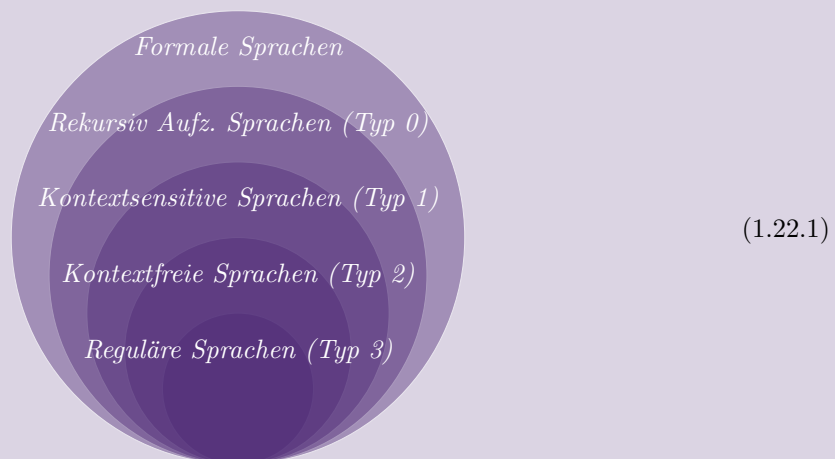 Formale Sprachen
Rekursiv Aufz. Sprachen (Typ 0)
Kontextsensitive Sprachen (Typ 1)
(1.22.1)
Kontextfreie Sprachen (Typ 2)
Reguläre Sprachen (Typ 3)